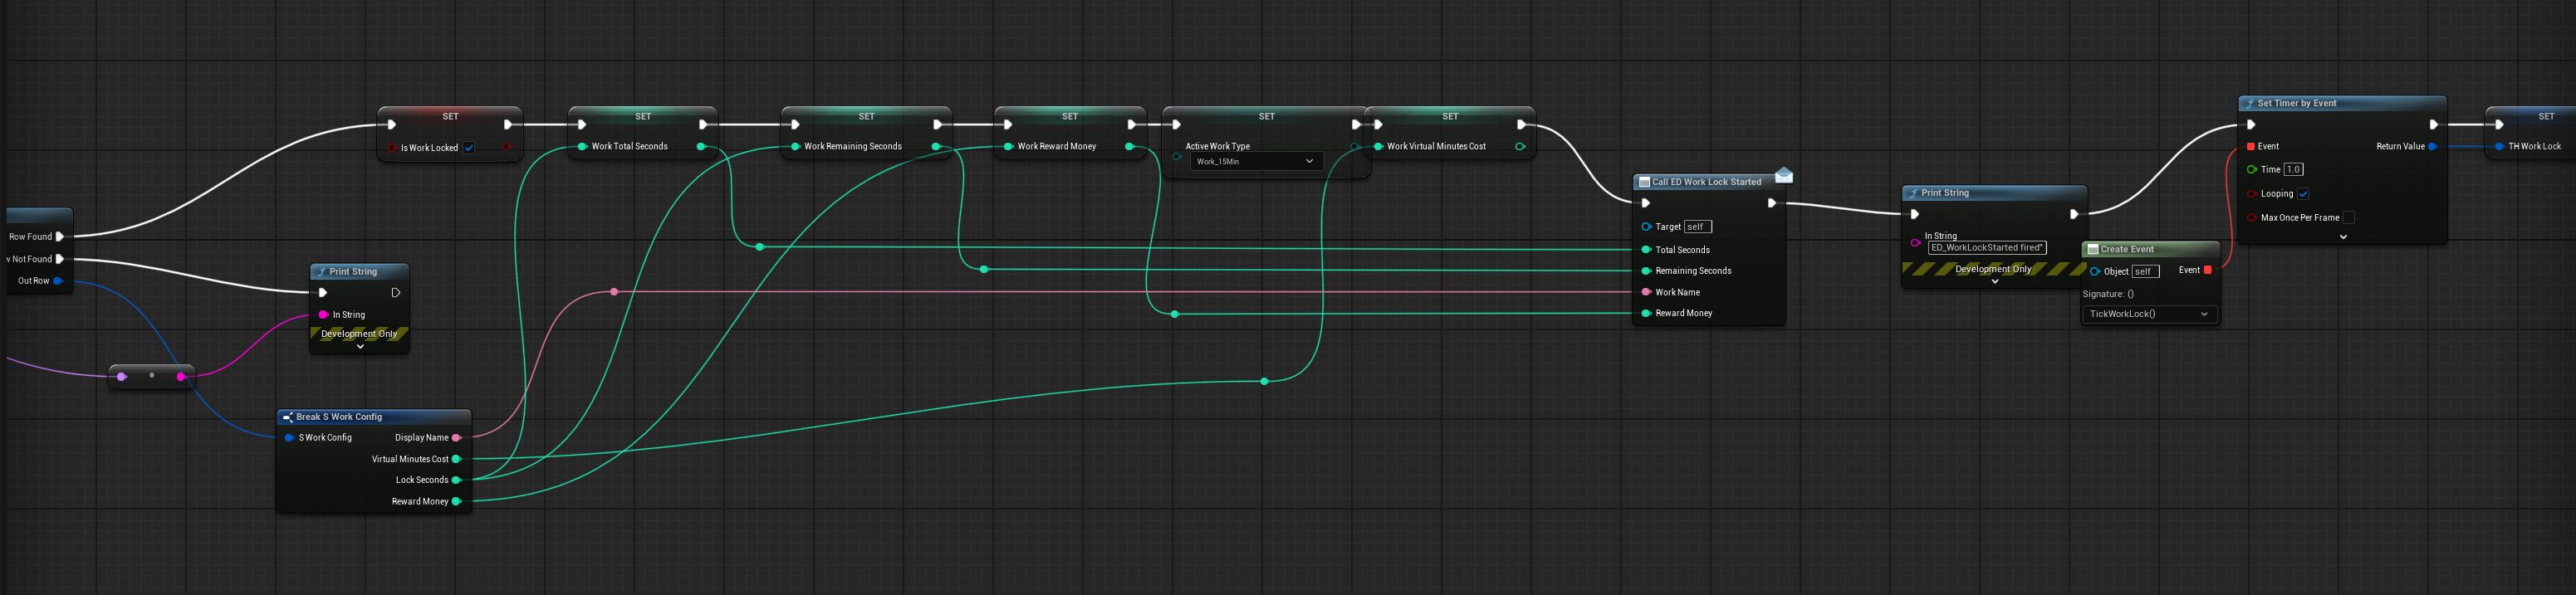 Row Found
w Not Found
Out Row
SET
Is Work Locked
SET
Work Total Seconds
SET
Work Remaining Seconds
SET
Work Reward Money
SET
Active Work Type
Work_15Min
SET
Work Virtual Minutes Cost
Print String
In String
Development Only
Break S Work Config
S Work Config
Display Name
Virtual Minutes Cost
Lock Seconds
Reward Money
Call ED Work Lock Started
Target self
Total Seconds
Remaining Seconds
Work Name
Reward Money
Print String
In String
ED_WorkLockStarted fired"
Development Only
Create Event
Object self
Event
Signature: ()
TickWorkLock()
Set Timer by Event
Event
Return Value
Time 1.0
Looping
Max Once Per Frame
SET
TH Work Lock